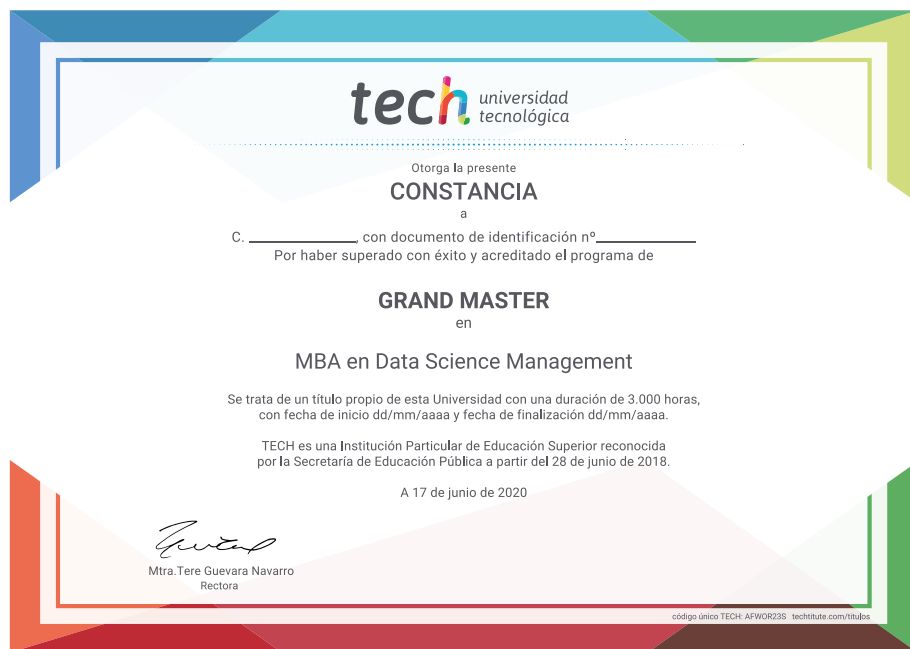 tech universidad
tecnológica
Otorga la presente
CONSTANCIA
a
C. ____________, con documento de identificación nº____________
Por haber superado con éxito y acreditado el programa de
GRAND MASTER
en
MBA en Data Science Management
Se trata de un título propio de esta Universidad con una duración de 3.000 horas,
con fecha de inicio dd/mm/aaaa y fecha de finalización dd/mm/aaaa.
TECH es una Institución Particular de Educación Superior reconocida
por la Secretaría de Educación Pública a partir del 28 de junio de 2018.
A 17 de junio de 2020
Mtra.Tere Guevara Navarro
Rectora
código único TECH: AFWOR23S techtitute.com/titulos